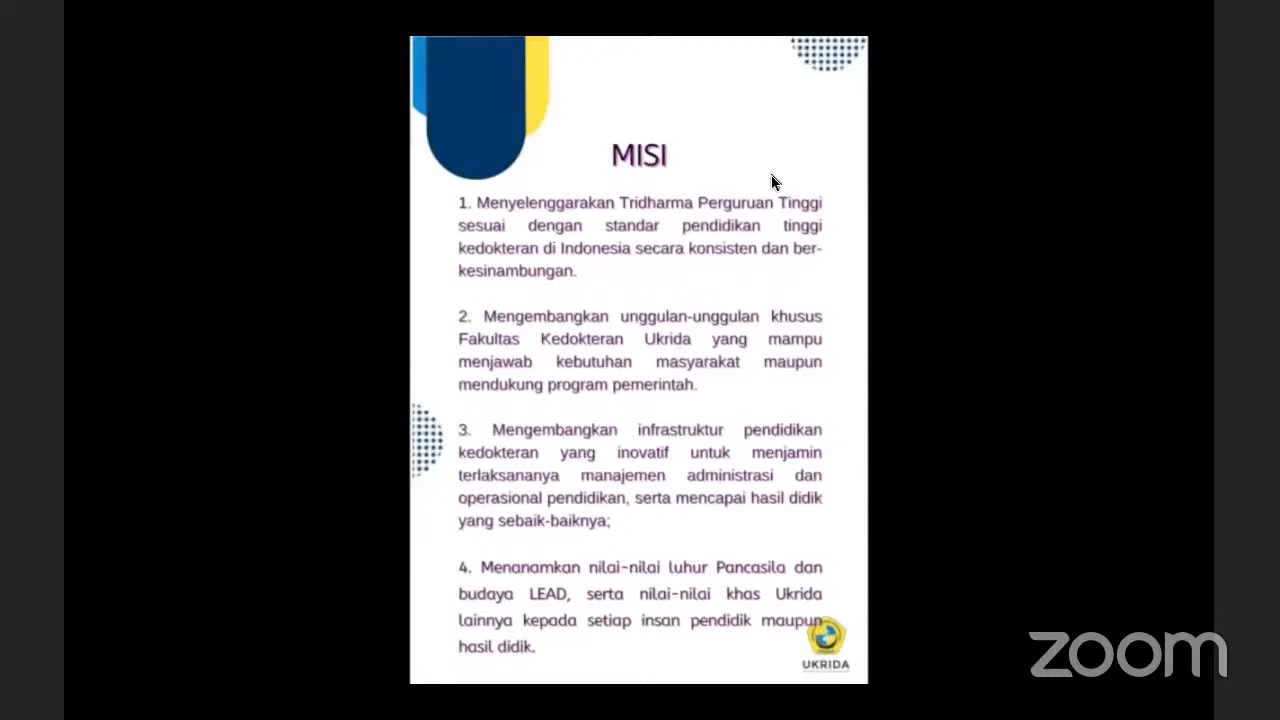 MISI
1. Menyelenggarakan Tridharma Perguruan Tinggi
sesuai dengan standar pendidikan tinggi
kedokteran di Indonesia secara konsisten dan ber-
kesinambungan.
2. Mengembangkan unggulan-unggulan khusus
Fakultas Kedokteran Ukrida yang mampu
menjawab kebutuhan masyarakat maupun
mendukung program pemerintah.
3. Mengembangkan infrastruktur pendidikan
kedokteran yang inovatif untuk menjamin
terlaksananya manajemen administrasi dan
operasional pendidikan, serta mencapai hasil didik
yang sebaik-baiknya;
4. Menanamkan nilai-nilai luhur Pancasila dan
budaya LEAD, serta nilai-nilai khas Ukrida
lainnya kepada setiap insan pendidik maupun
hasil didik.
UKRIDA
zoom